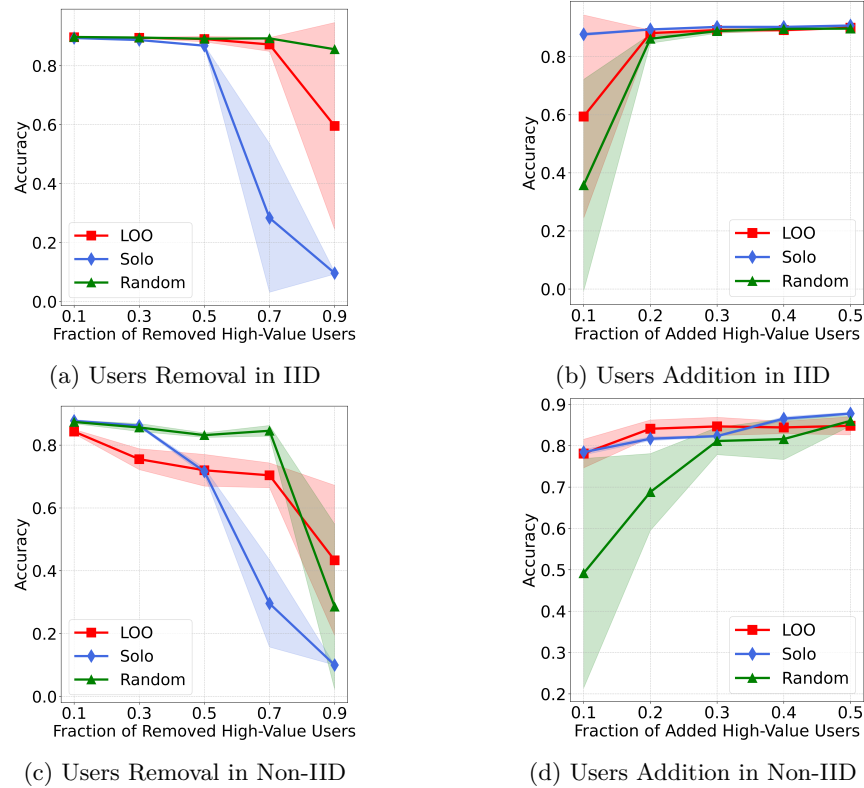 Accuracy
0.8
0.6
0.4
0.2
0.0
LOO
Solo
Random
0.1 0.3 0.5 0.7 0.9
Fraction of Removed High-Value Users
(a) Users Removal in IID
Accuracy
0.8
0.6
0.4
0.2
0.0
LOO
Solo
Random
0.1 0.2 0.3 0.4 0.5
Fraction of Added High-Value Users
(b) Users Addition in IID
Accuracy
0.8
0.6
0.4
0.2
0.0
LOO
Solo
Random
0.1 0.3 0.5 0.7 0.9
Fraction of Removed High-Value Users
(c) Users Removal in Non-IID
Accuracy
0.9
0.8
0.7
0.6
0.5
0.4
0.3
0.2
LOO
Solo
Random
0.1 0.2 0.3 0.4 0.5
Fraction of Added High-Value Users
(d) Users Addition in Non-IID